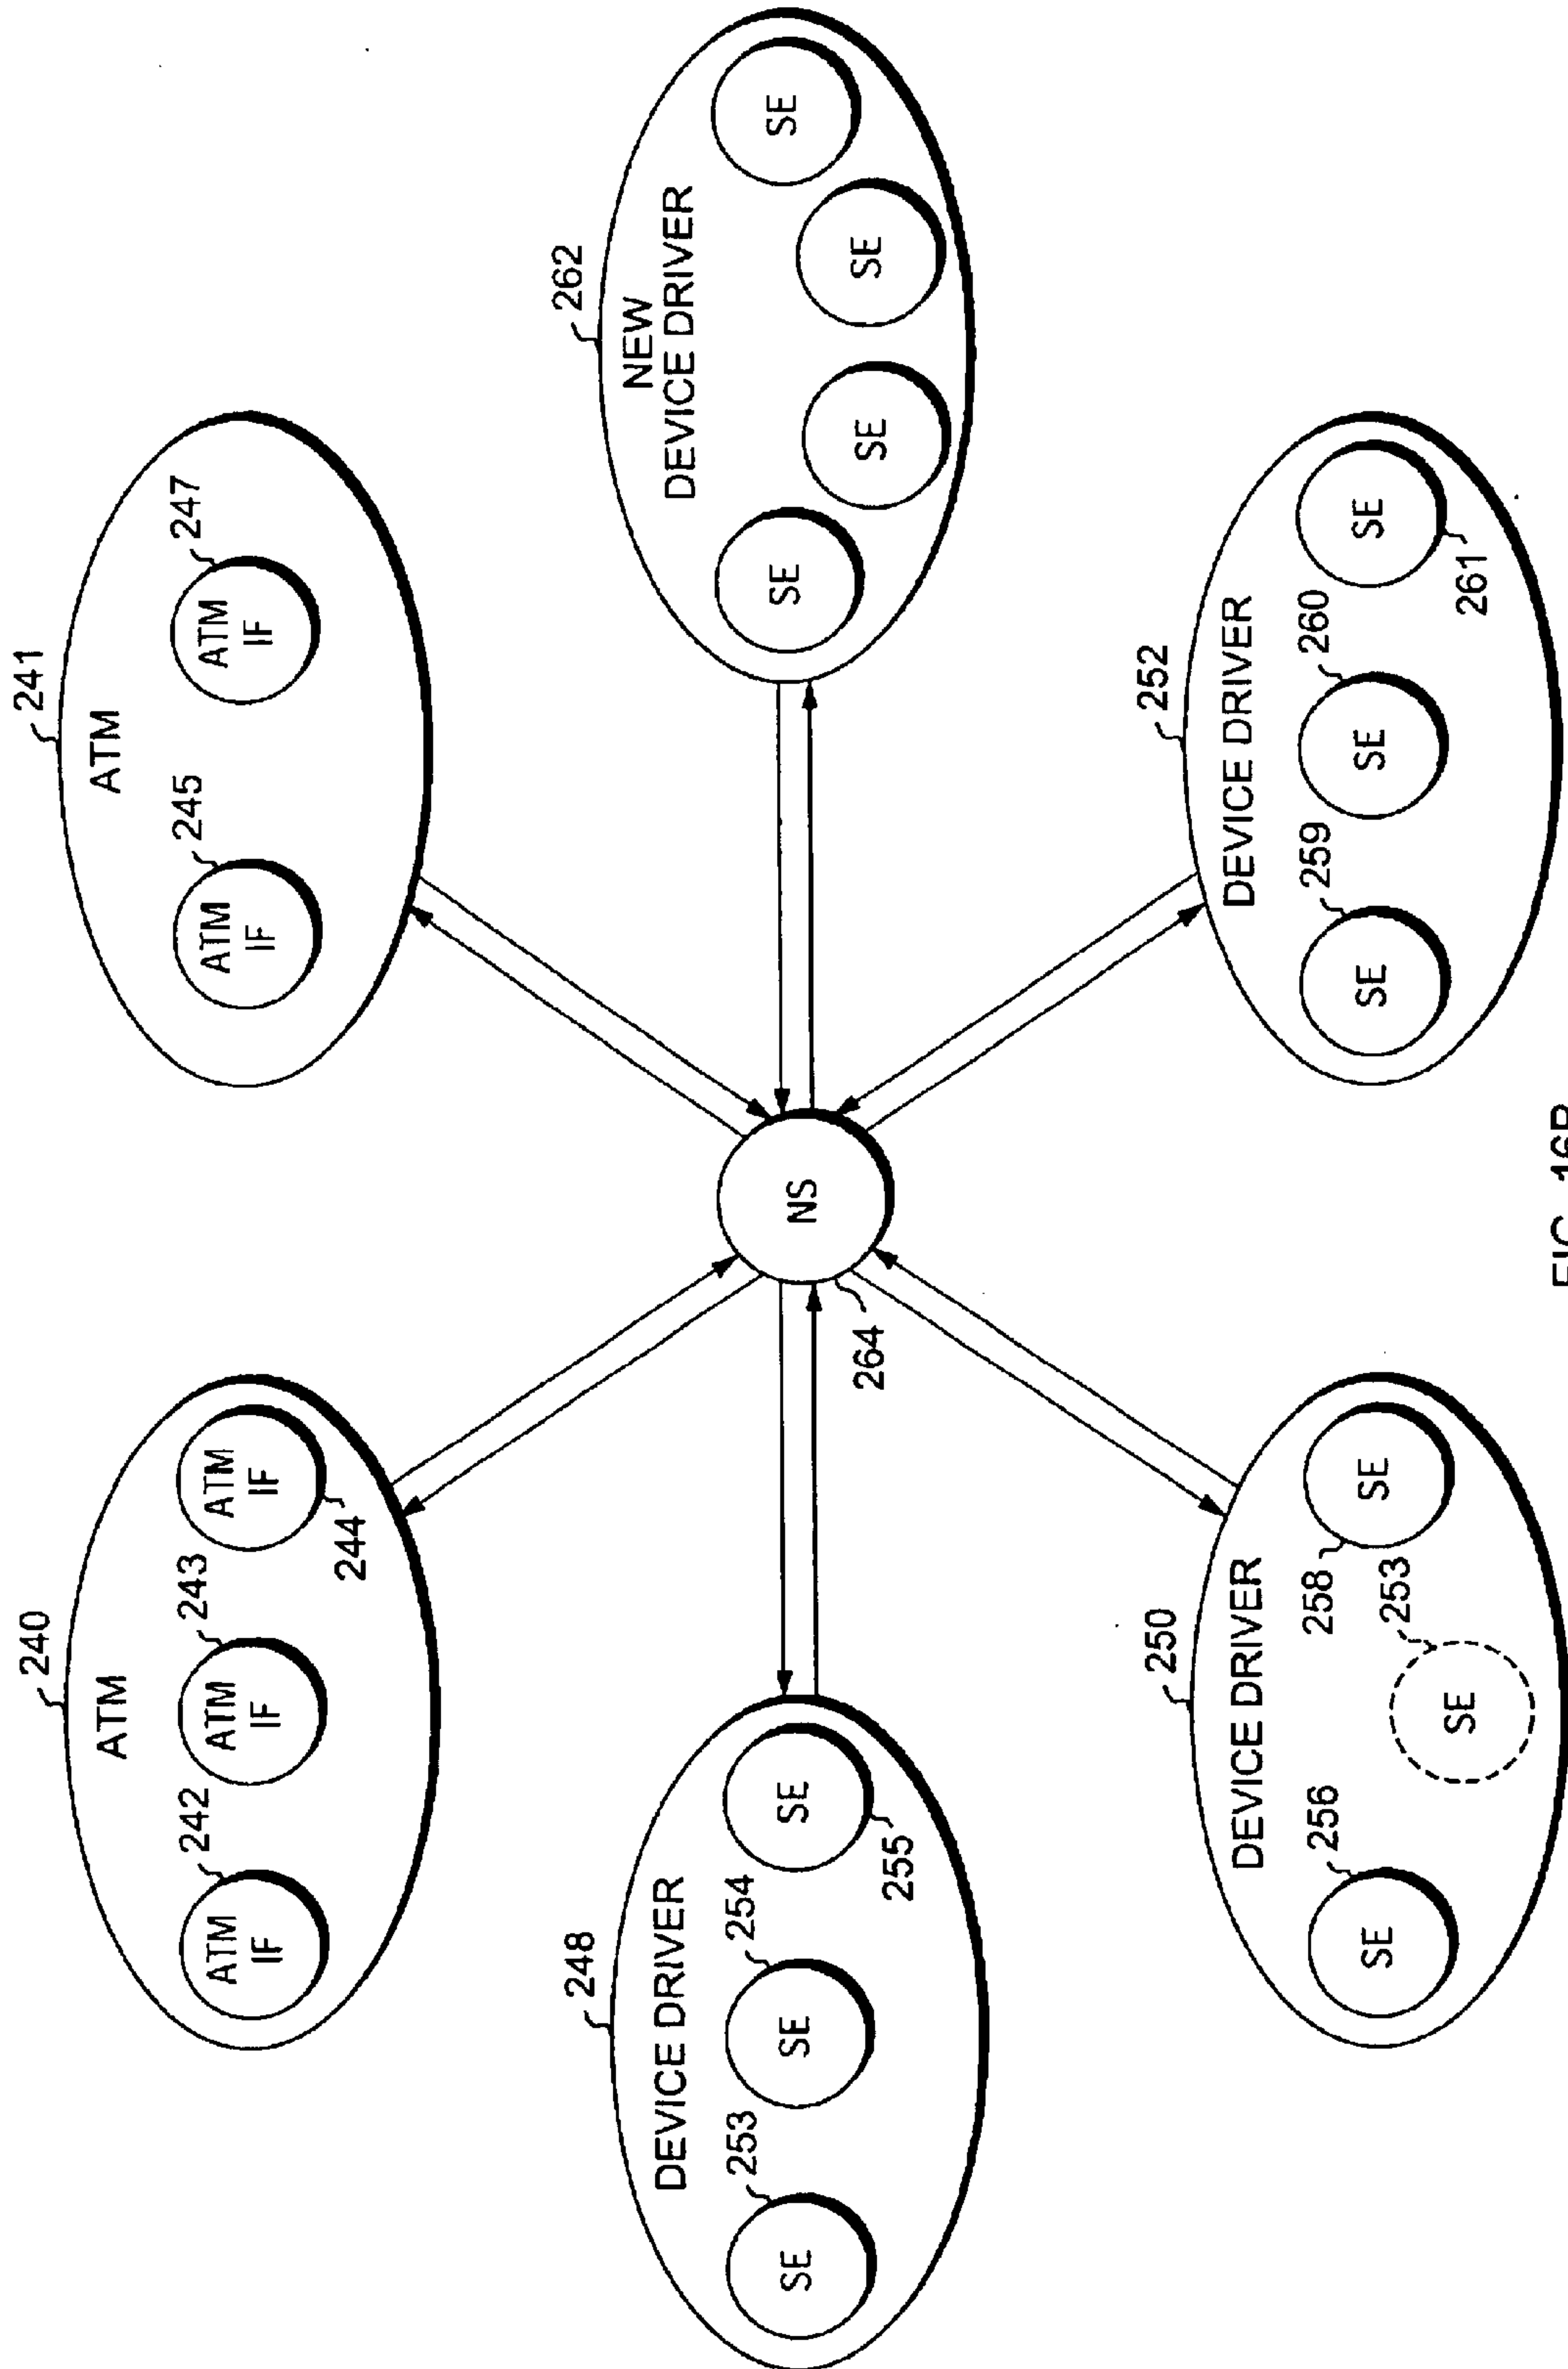 240
ATM
242
ATM
IF
243
ATM
IF
ATM
IF
244
241
ATM
245
ATM
IF
247
ATM
IF
248
DEVICE DRIVER
253
SE
254
SE
SE
255
NS
264
262
NEW
DEVICE DRIVER
SE
SE
SE
SE
250
DEVICE DRIVER
256
SE
258
SE
253
SE
252
DEVICE DRIVER
259
SE
260
SE
SE
261
FIG. 16B